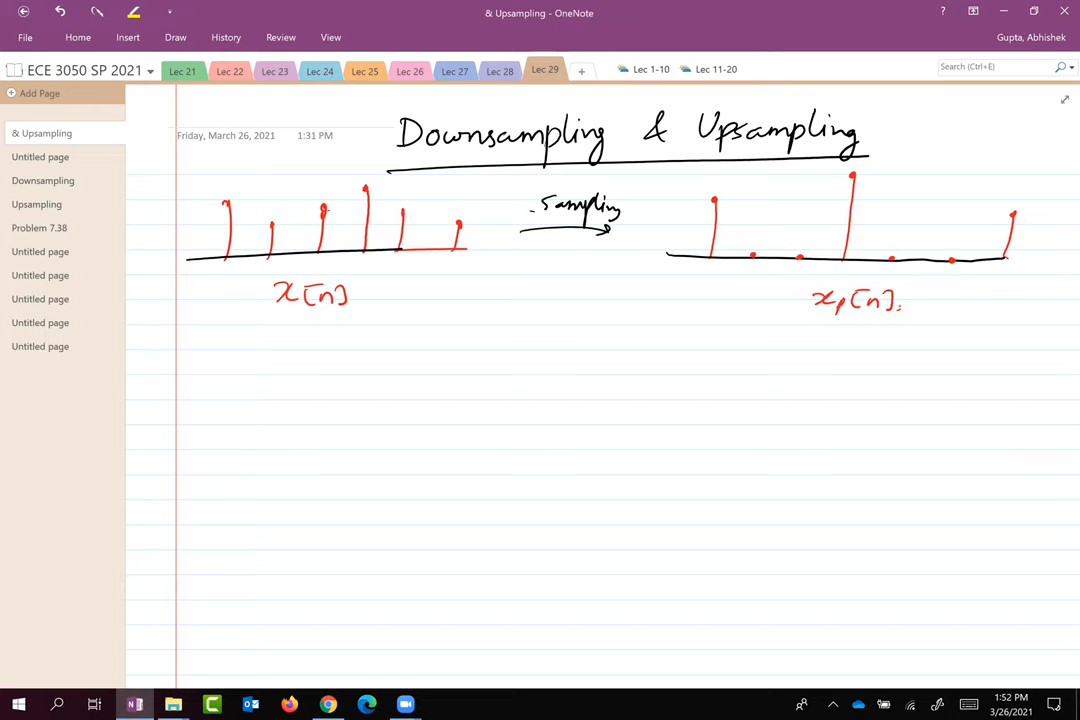 & Upsampling - OneNote
?
File Home Insert Draw History Review View
Gupta, Abhishek
ECE 3050 SP 2021
Lec 21 Lec 22 Lec 23 Lec 24 Lec 25 Lec 26 Lec 27 Lec 28 Lec 29 +
Lec 1-10 Lec 11-20
Search (Ctrl+E)
Add Page
& Upsampling
Untitled page
Downsampling
Upsampling
Problem 7.38
Untitled page
Untitled page
Untitled page
Untitled page
Untitled page
Friday, March 26, 2021 1:31 PM
Downsampling & Upsampling
Sampling
x[n]
xp[n]
1:52 PM
3/26/2021